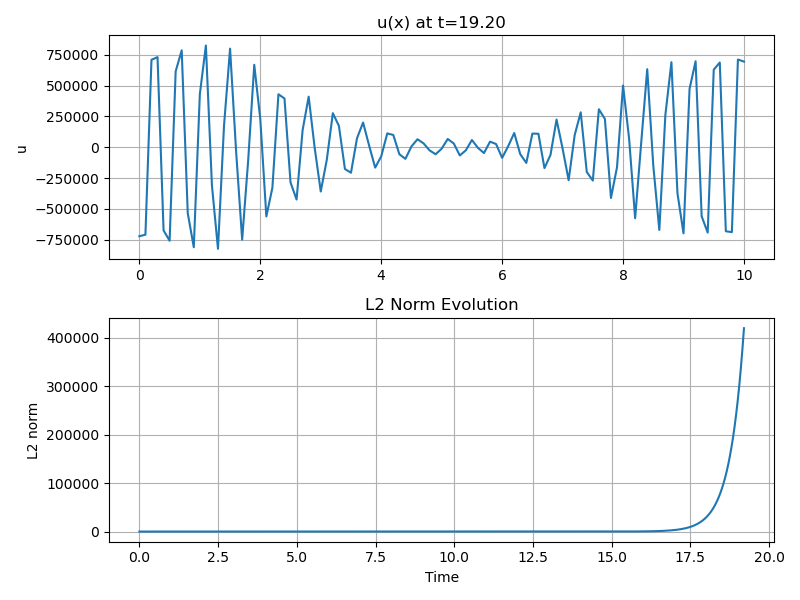 u(x) at t=19.20
750000
500000
250000
0
−250000
−500000
−750000
u
0 2 4 6 8 10
L2 Norm Evolution
400000
300000
200000
100000
0
L2 norm
0.0 2.5 5.0 7.5 10.0 12.5 15.0 17.5 20.0
Time